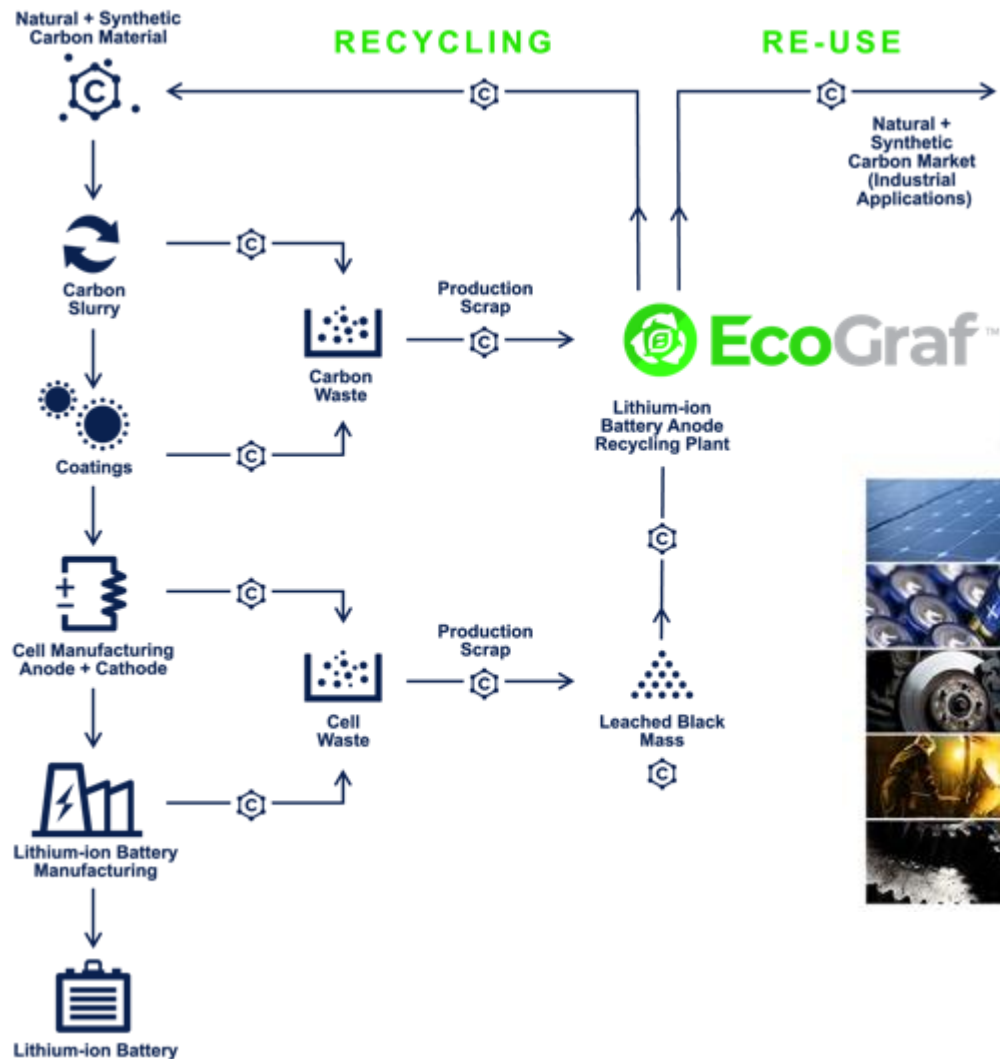 Natural + Synthetic
Carbon Material
RECYCLING
RE-USE
C
C
C
Natural +
Synthetic
Carbon Market
(Industrial
Applications)
C
Carbon
Slurry
Production
Scrap
C
Carbon
Waste
EcoGraf™
Lithium-ion
Battery Anode
Recycling Plant
C
Coatings
C
C
Cell Manufacturing
Anode + Cathode
Production
Scrap
C
Cell
Waste
Leached Black
Mass
C
C
Lithium-ion Battery
Manufacturing
Lithium-ion Battery